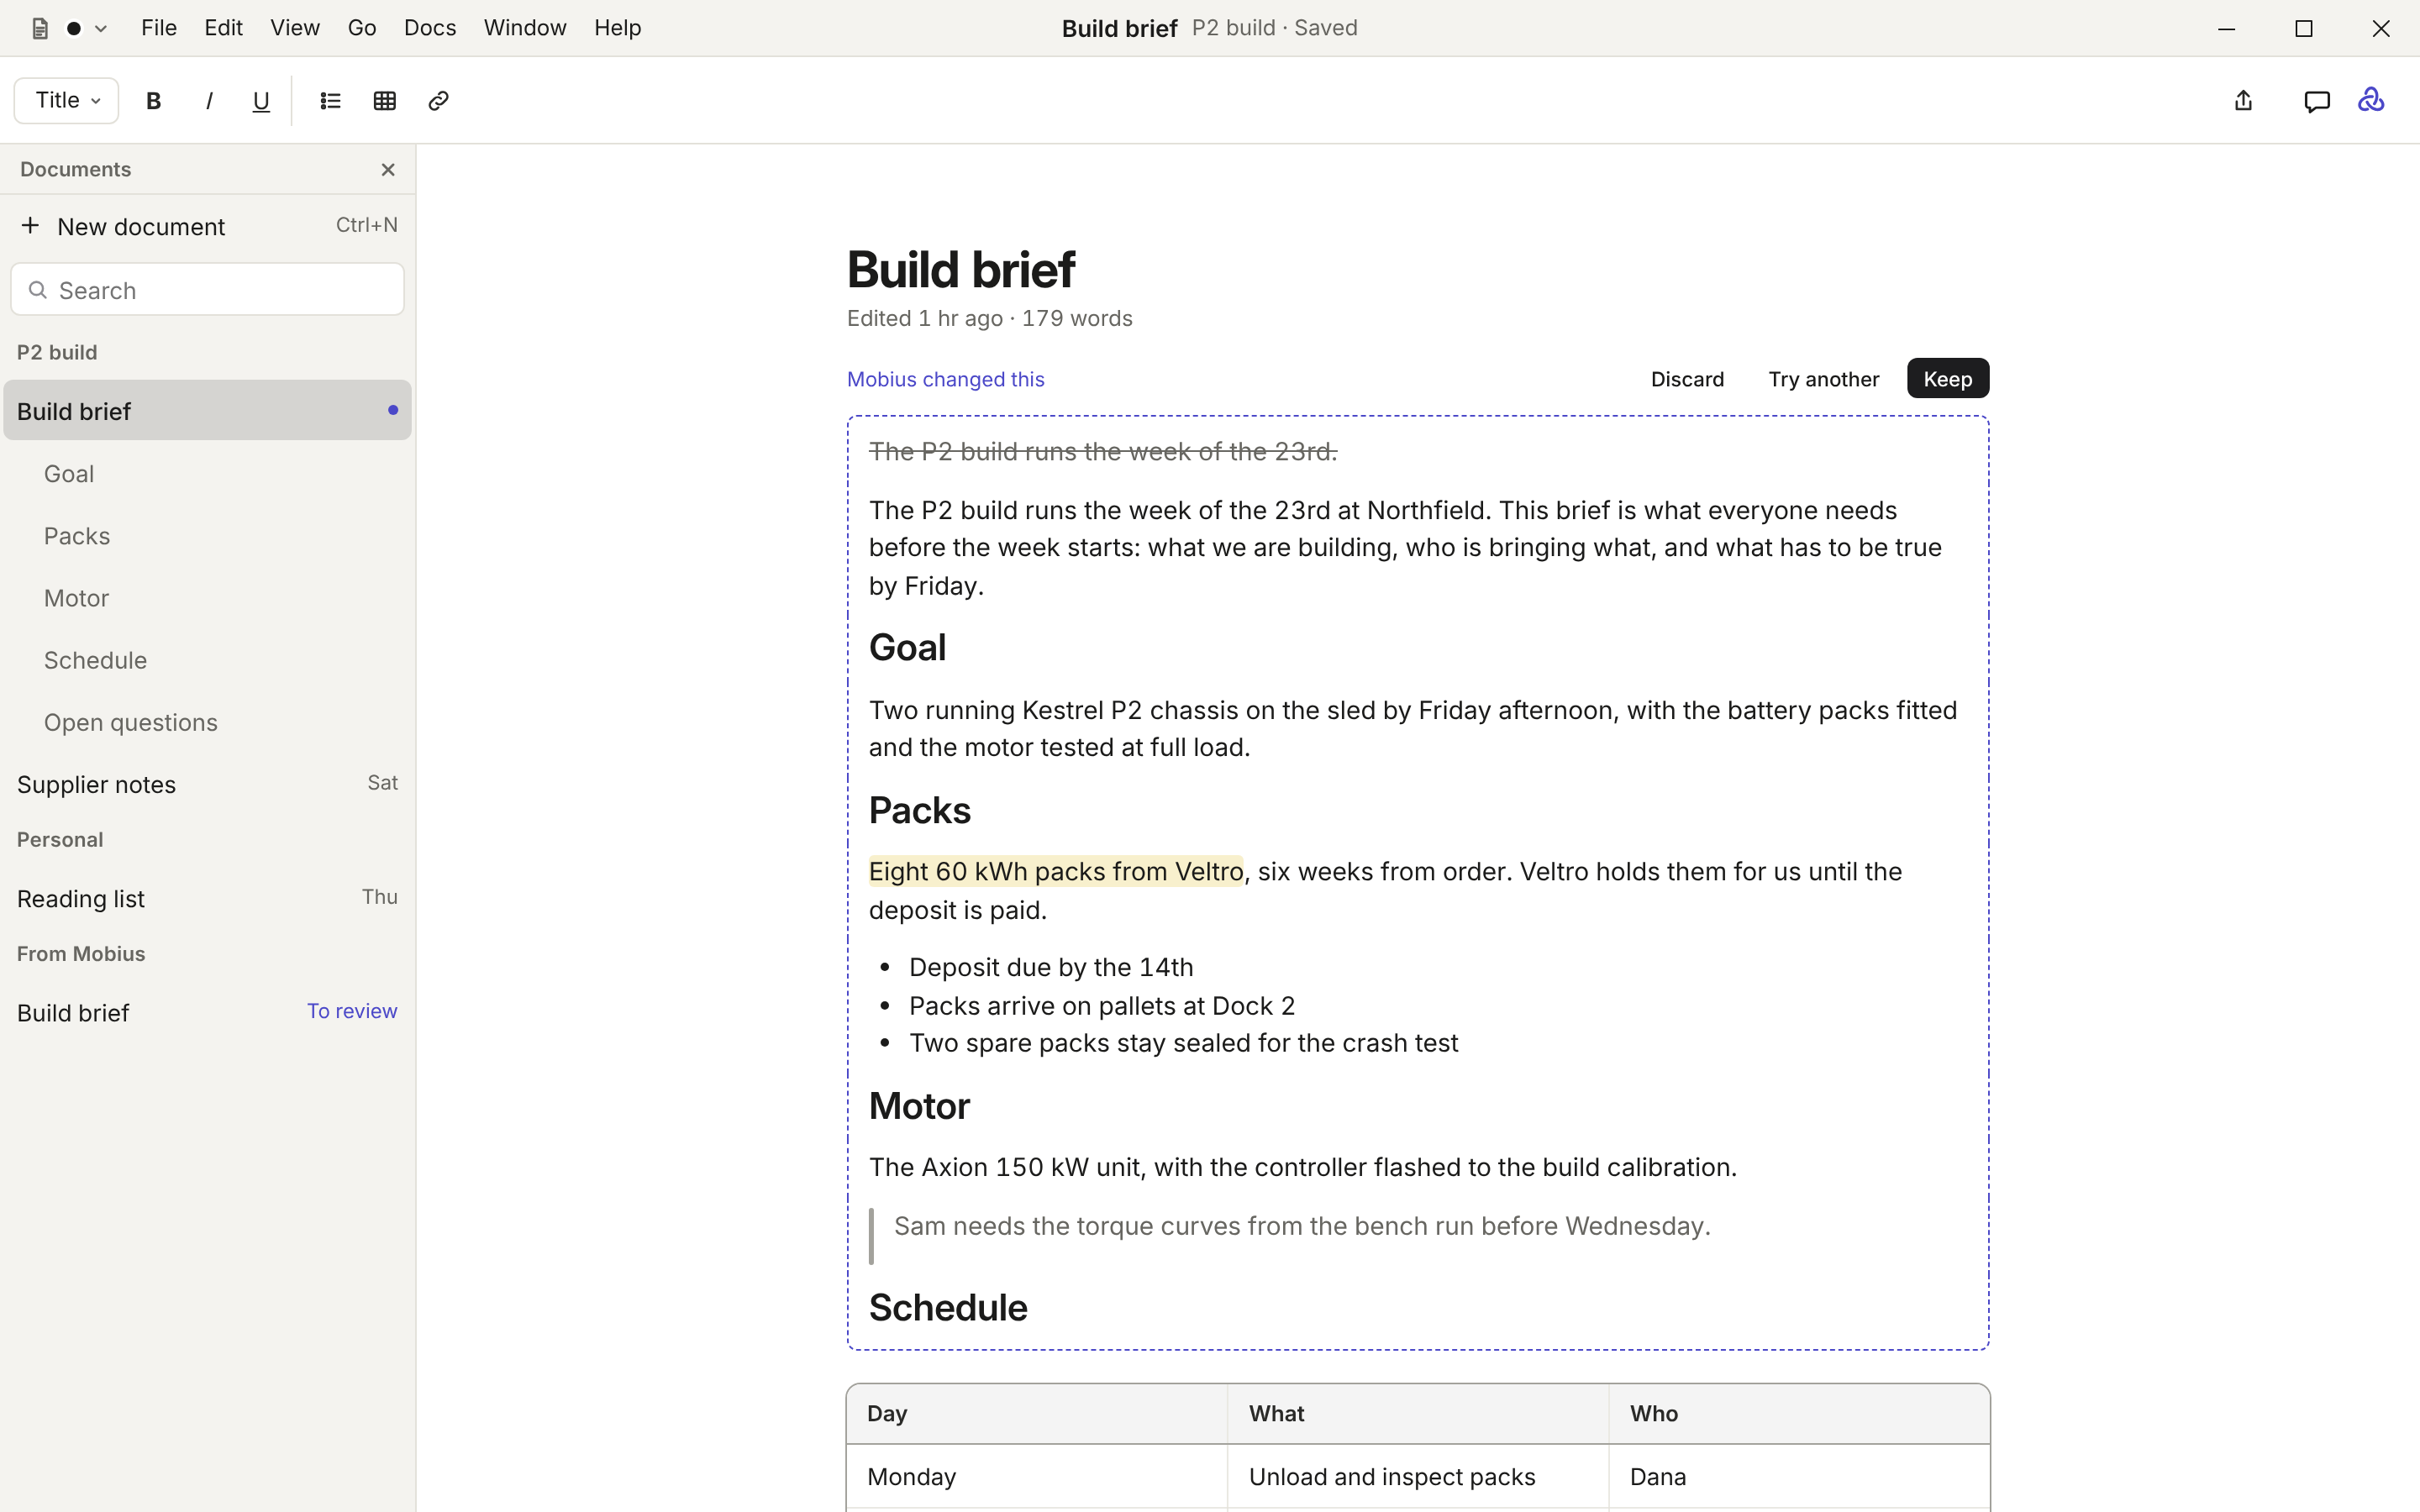 File Edit View Go Docs Window Help
Build brief P2 build · Saved
Title B I U
Documents
New document Ctrl+N
Search
P2 build
Build brief
Goal
Packs
Motor
Schedule
Open questions
Supplier notes Sat
Personal
Reading list Thu
From Mobius
Build brief To review
Build brief
Edited 1 hr ago · 179 words
Mobius changed this Discard Try another Keep
The P2 build runs the week of the 23rd.
The P2 build runs the week of the 23rd at Northfield. This brief is what everyone needs
before the week starts: what we are building, who is bringing what, and what has to be true
by Friday.
Goal
Two running Kestrel P2 chassis on the sled by Friday afternoon, with the battery packs fitted
and the motor tested at full load.
Packs
Eight 60 kWh packs from Veltro, six weeks from order. Veltro holds them for us until the
deposit is paid.
• Deposit due by the 14th
• Packs arrive on pallets at Dock 2
• Two spare packs stay sealed for the crash test
Motor
The Axion 150 kW unit, with the controller flashed to the build calibration.
Sam needs the torque curves from the bench run before Wednesday.
Schedule
Day What Who
Monday Unload and inspect packs Dana